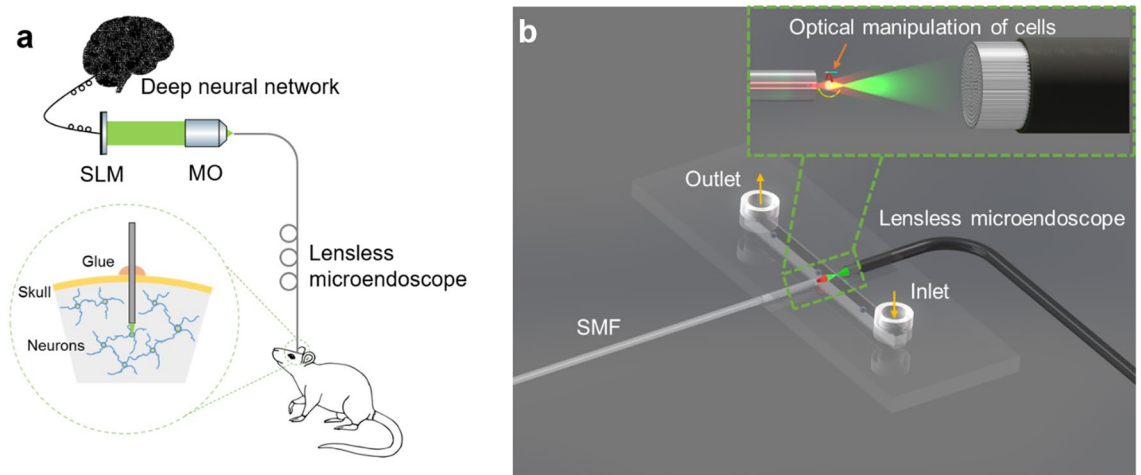 a
Deep neural network
SLM
MO
Lensless
microendoscope
Glue
Skull
Neurons
b
Optical manipulation of cells
Outlet
Lensless microendoscope
Inlet
SMF